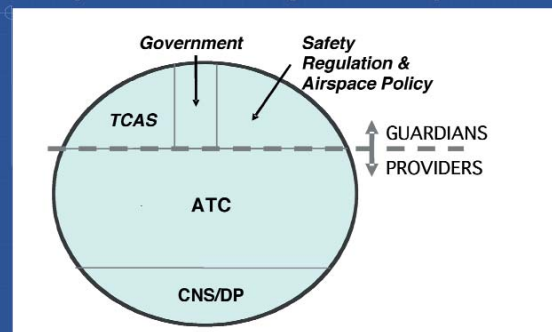 Government
Safety
Regulation &
Airspace Policy
TCAS
GUARDIANS
PROVIDERS
ATC
CNS/DP